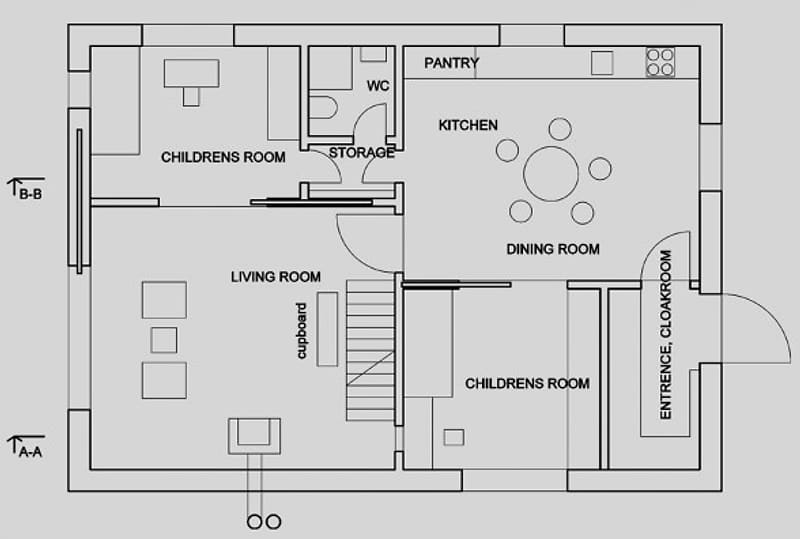 PANTRY
WC
KITCHEN
CHILDRENS ROOM
STORAGE
B-B
DINING ROOM
LIVING ROOM
ENTRENCE, CLOAKROOM
cupboard
CHILDRENS ROOM
A-A